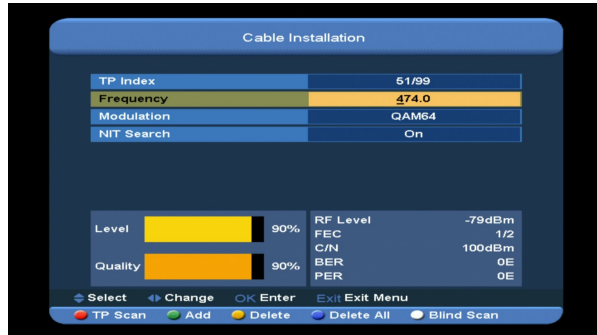 Cable Installation
TP Index 51/99
Frequency 474.0
Modulation QAM64
NIT Search On
Level 90%
Quality 90%
RF Level -79dBm
FEC 1/2
C/N 100dBm
BER 0E
PER 0E
Select Change OK Enter Exit Exit Menu
TP Scan Add Delete Delete All Blind Scan